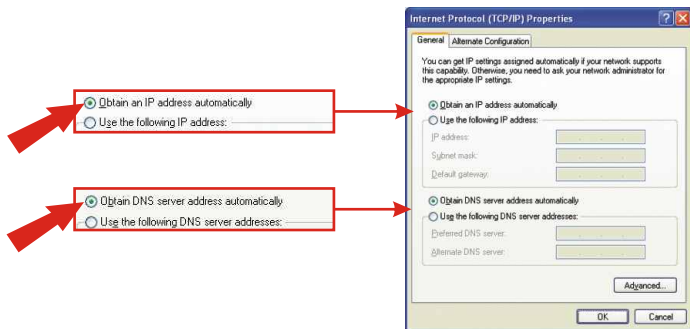 Obtain an IP address automatically
Use the following IP address:
Obtain DNS server address automatically
Use the following DNS server addresses:
Internet Protocol (TCP/IP) Properties
General
Alternate Configuration
You can get IP settings assigned automatically if your network supports
this capability. Otherwise, you need to ask your network administrator for
the appropriate IP settings.
Obtain an IP address automatically
Use the following IP address:
IP address:
Subnet mask:
Default gateway:
Obtain DNS server address automatically
Use the following DNS server addresses:
Preferred DNS server:
Alternate DNS server:
Advanced...
OK
Cancel